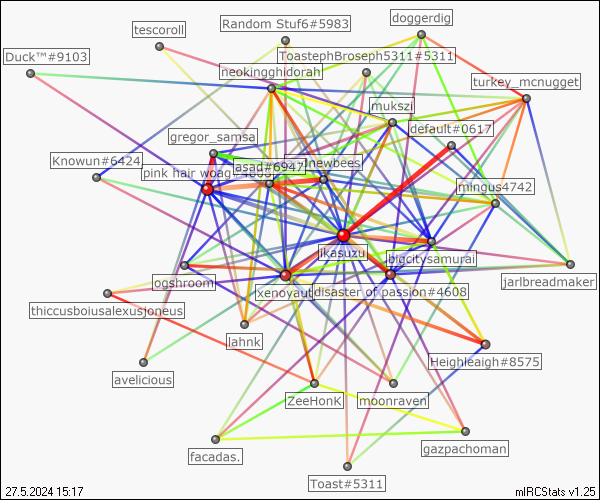 tescoroll
Random Stuf6#5983
doggerdig
Duck™#9103
ToastephBroseph5311#5311
neokingghidorah
turkey_mcnugget
mukszi
default#0617
gregor_samsa
Knowun#6424
pink hair woag
asad#6947
newbees
mingus4742
jkasuzu
bigcitysamurai
ogshroom
xenoyaut
disaster of passion#4608
jarlbreadmaker
thiccusboiusalexusjoneus
lahnk
Heighleaigh#8575
avelicious
ZeeHonK
moonraven
facadas.
gazpachoman
Toast#5311
27.5.2024 15:17
mIRCStats v1.25